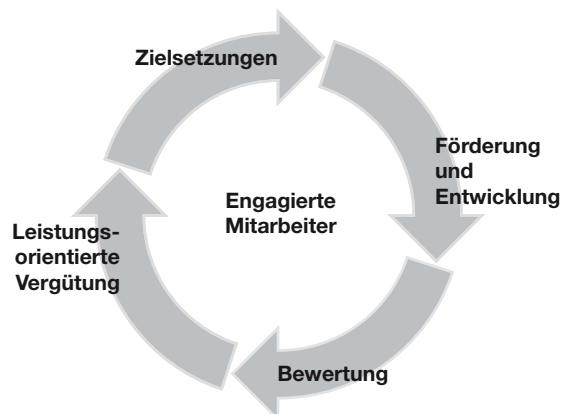 Zielsetzungen
Förderung
und
Entwicklung
Engagierte
Mitarbeiter
Leistungs-
orientierte
Vergütung
Bewertung